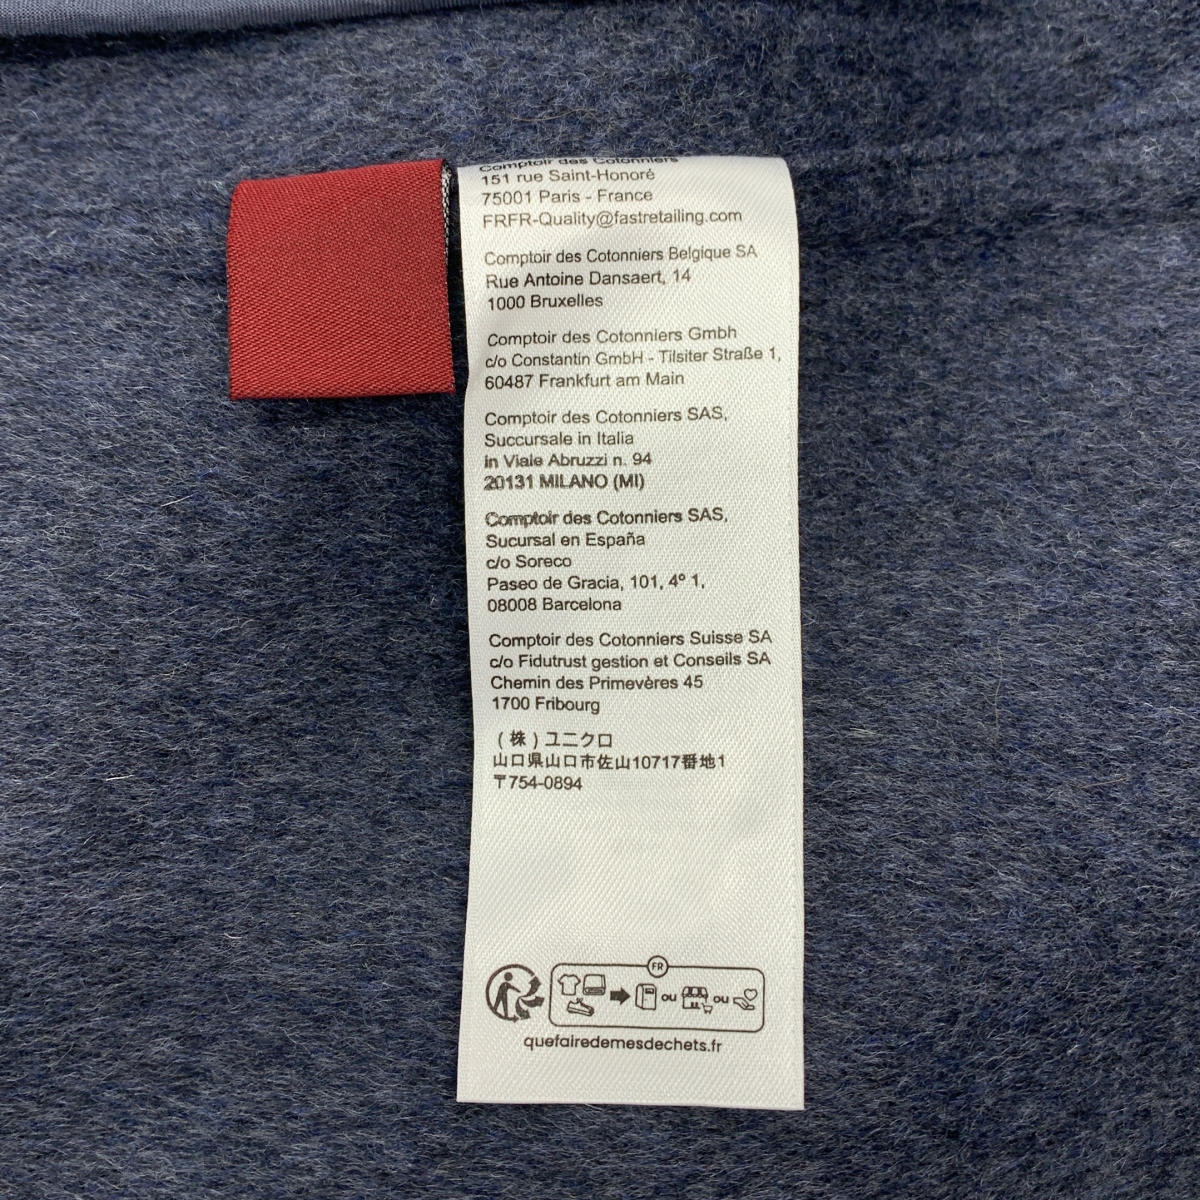 Comptoir des Cotonniers
151 rue Saint-Honoré
75001 Paris - France
FRFR-Quality@fastretailing.com
Comptoir des Cotonniers Belgique SA
Rue Antoine Dansaert, 14
1000 Bruxelles
Comptoir des Cotonniers Gmbh
c/o Constantin GmbH - Tilsiter Straße 1,
60487 Frankfurt am Main
Comptoir des Cotonniers SAS,
Succursale in Italia
in Viale Abruzzi n. 94
20131 MILANO (MI)
Comptoir des Cotonniers SAS,
Sucursal en España
c/o Soreco
Paseo de Gracia, 101, 4º 1,
08008 Barcelona
Comptoir des Cotonniers Suisse SA
c/o Fidutrust gestion et Conseils SA
Chemin des Primevères 45
1700 Fribourg
(株)ユニクロ
山口県山口市佐山10717番地1
〒754-0894
FR
ou ou
quefairedemesdechets.fr